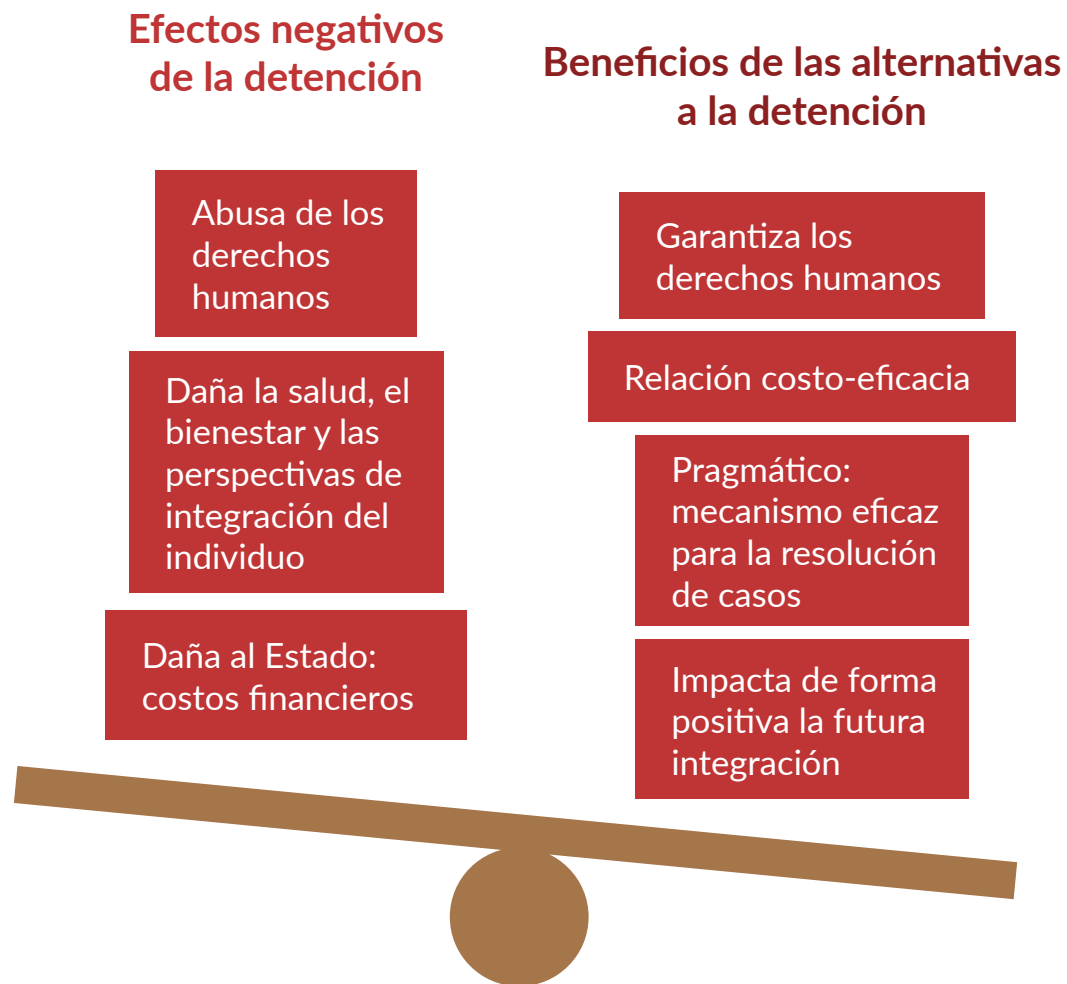 Efectos negativos
de la detención
Abusa de los
derechos
humanos
Daña la salud, el
bienestar y las
perspectivas de
integración del
individuo
Daña al Estado:
costos financieros
Beneficios de las alternativas
a la detención
Garantiza los
derechos humanos
Relación costo-eficacia
Pragmático:
mecanismo eficaz
para la resolución
de casos
Impacta de forma
positiva la futura
integración